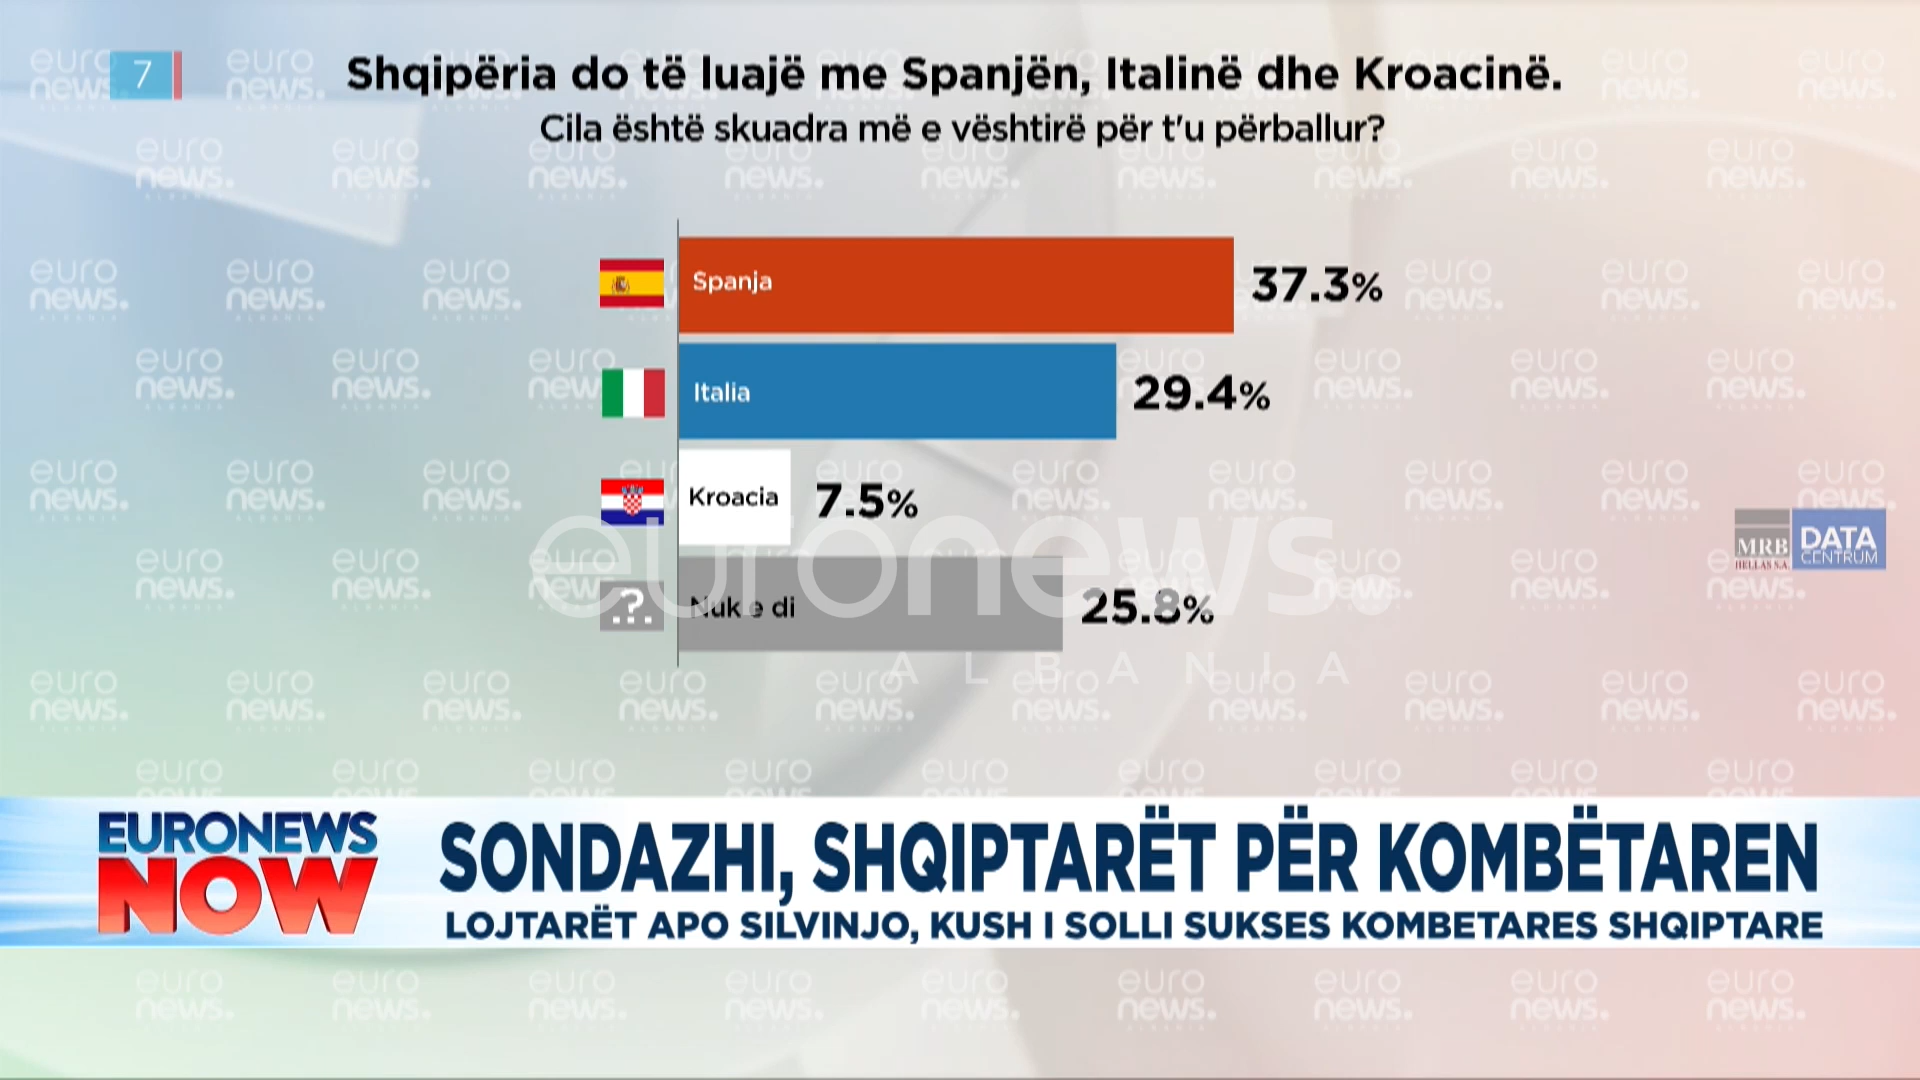 7
Shqipëria do të luajë me Spanjën, Italinë dhe Kroacinë.
Cila është skuadra më e vështirë për t'u përballur?
Spanja 37.3%
Italia 29.4%
Kroacia 7.5%
.?. Nuk e di 25.8%
MRB HELLAS S.A. DATA CENTRUM
euronews.
ALBANIA
EURONEWS NOW
SONDAZHI, SHQIPTARËT PËR KOMBËTAREN
LOJTARËT APO SILVINJO, KUSH I SOLLI SUKSES KOMBETARES SHQIPTARE